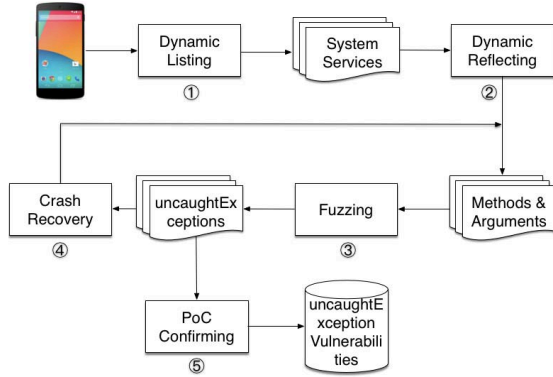 Dynamic
Listing
①
System
Services
Dynamic
Reflecting
②
Crash
Recovery
④
uncaughtEx
ceptions
Fuzzing
③
Methods &
Arguments
PoC
Confirming
⑤
uncaughtE
xception
Vulnerabili
ties